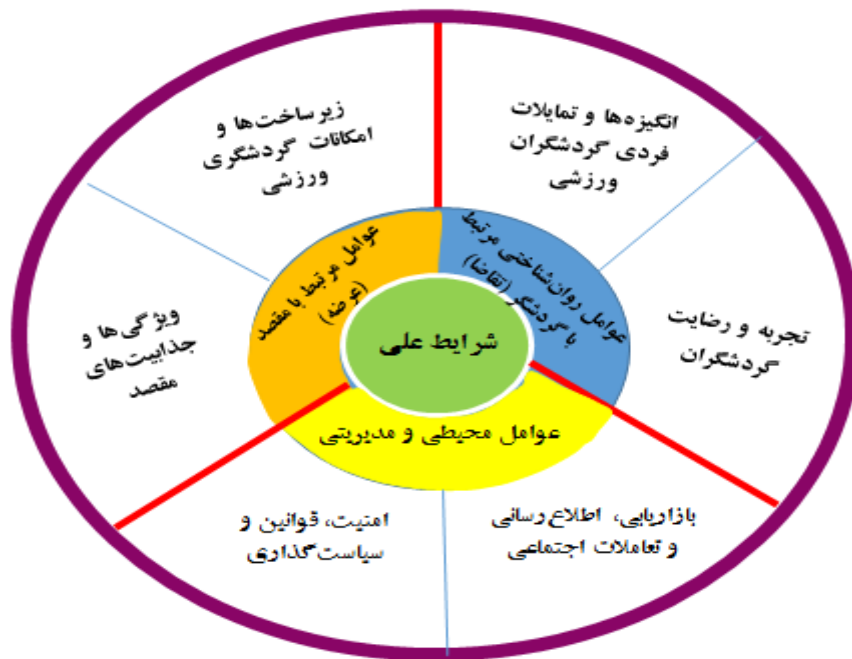 انگیزه‌ها و تمایلات
فردی گردشگران
ورزشی
زیرساخت‌ها و
امکانات گردشگری
ورزشی
عوامل روان‌شناختی مرتبط
با گردشگر (تقاضا)
عوامل مرتبط با مقصد
(عرضه)
تجربه و رضایت
گردشگران
شرایط علی
ویژگی‌ها و
جذابیت‌های
مقصد
عوامل محیطی و مدیریتی
بازاریابی، اطلاع‌رسانی
و تعاملات اجتماعی
امنیت، قوانین و
سیاست‌گذاری